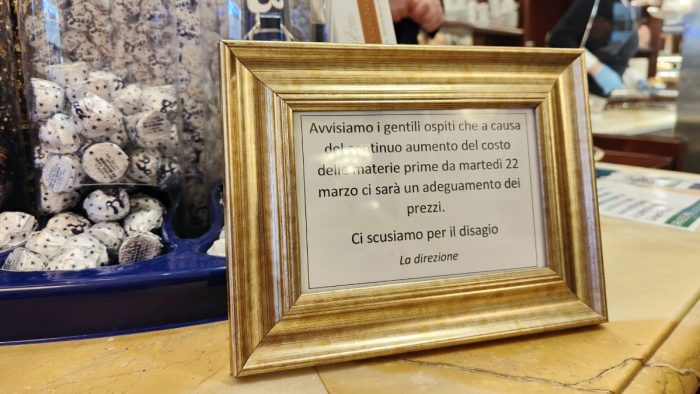 Avvisiamo i gentili ospiti che a causa
del continuo aumento del costo
delle materie prime da martedì 22
marzo ci sarà un adeguamento dei
prezzi.
Ci scusiamo per il disagio
La direzione